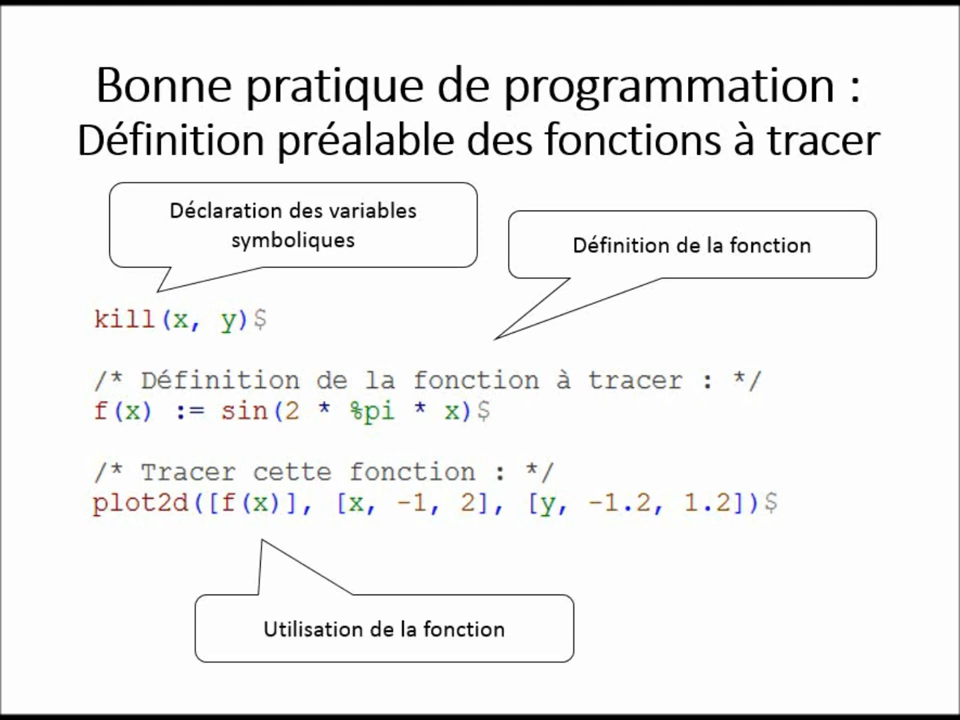 Bonne pratique de programmation :
Définition préalable des fonctions à tracer
Déclaration des variables
symboliques
Définition de la fonction
kill(x, y)$
/* Définition de la fonction à tracer : */
f(x) := sin(2 * %pi * x)$
/* Tracer cette fonction : */
plot2d([f(x)], [x, -1, 2], [y, -1.2, 1.2])$
Utilisation de la fonction